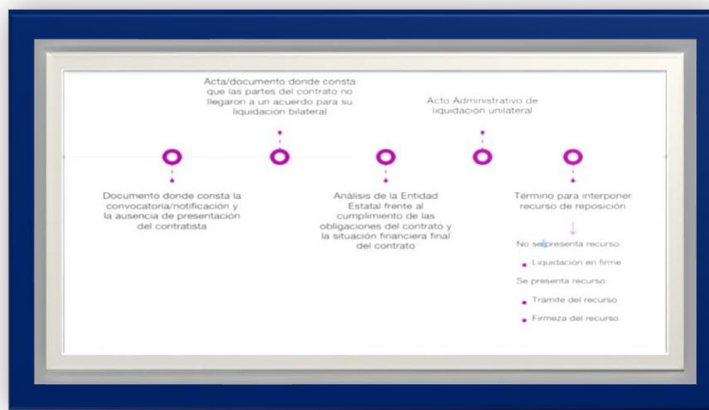 Acta/documento donde consta
que las partes del contrato no
llegaron a un acuerdo para su
liquidación bilateral
Acto Administrativo de
liquidación unilateral
Documento donde consta la
convocatoria/notificación y
la ausencia de presentación
del contratista
Análisis de la Entidad
Estatal frente al
cumplimiento de las
obligaciones del contrato y
la situación financiera final
del contrato
Término para interponer
recurso de reposición
No se presenta recurso.
Liquidación en firme
Se presenta recurso
Tramite del recurso
Firmeza del recurso.